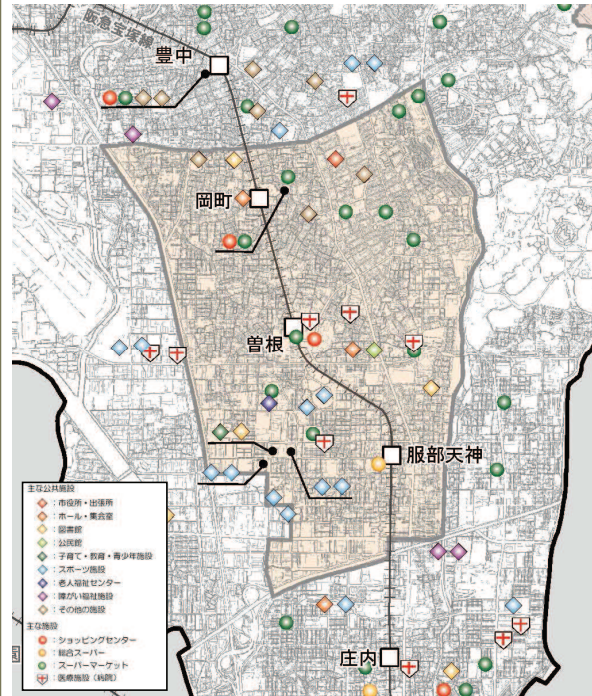 阪急宝塚線
豊中
岡町
曽根
服部天神
庄内
園
主な公共施設
：市役所・出張所
：ホール・集会室
：図書館
：公民館
：子育て・教育・青少年施設
：スポーツ施設
：老人福祉センター
：障がい福祉施設
：その他の施設
主な施設
：ショッピングセンター
：総合スーパー
：スーパーマーケット
：医療施設（病院）